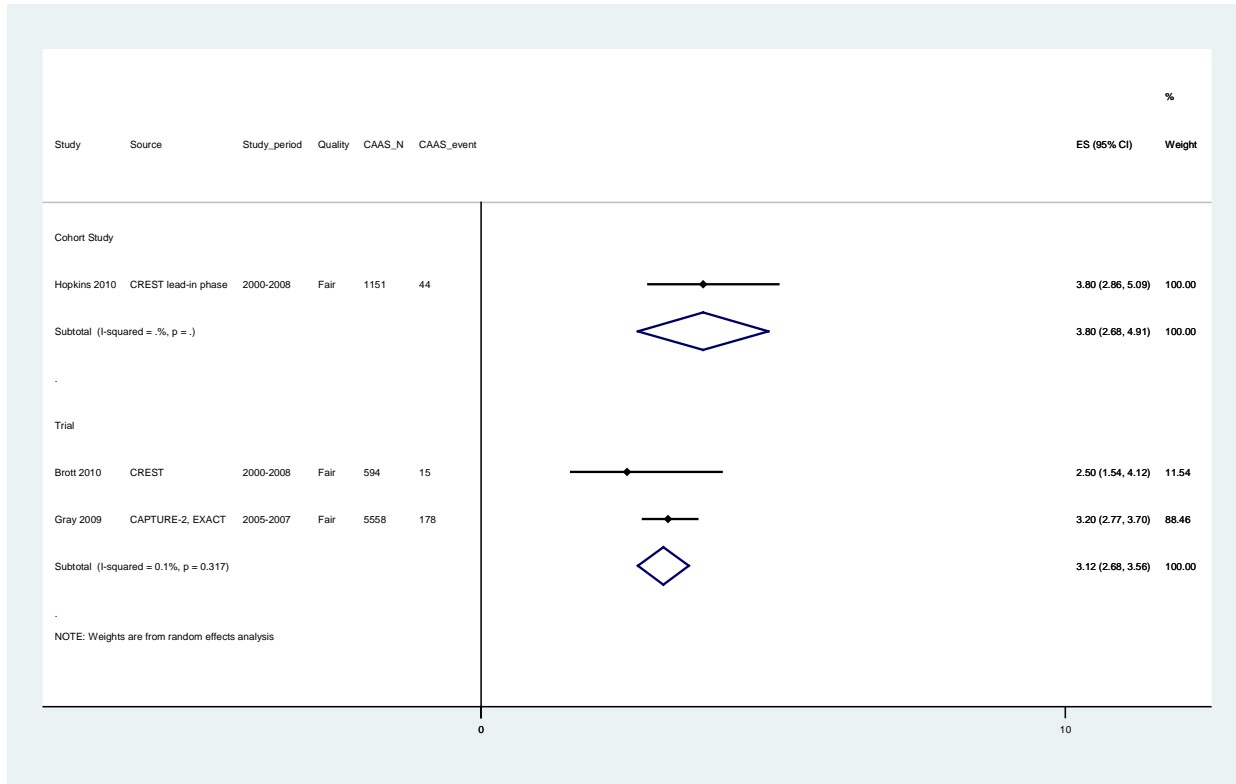 %
Study Source Study_period Quality CAAS_N CAAS_event ES (95% CI) Weight
Cohort Study
Hopkins 2010 CREST lead-in phase 2000-2008 Fair 1151 44 3.80 (2.86, 5.09) 100.00
Subtotal (I-squared = .%, p = .) 3.80 (2.68, 4.91) 100.00
.
Trial
Brott 2010 CREST 2000-2008 Fair 594 15 2.50 (1.54, 4.12) 11.54
Gray 2009 CAPTURE-2, EXACT 2005-2007 Fair 5558 178 3.20 (2.77, 3.70) 88.46
Subtotal (I-squared = 0.1%, p = 0.317) 3.12 (2.68, 3.56) 100.00
.
NOTE: Weights are from random effects analysis
0 10